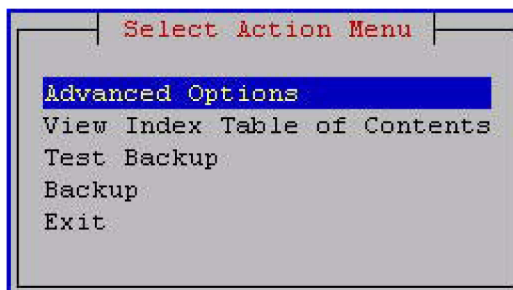 Select Action Menu
Advanced Options
View Index Table of Contents
Test Backup
Backup
Exit